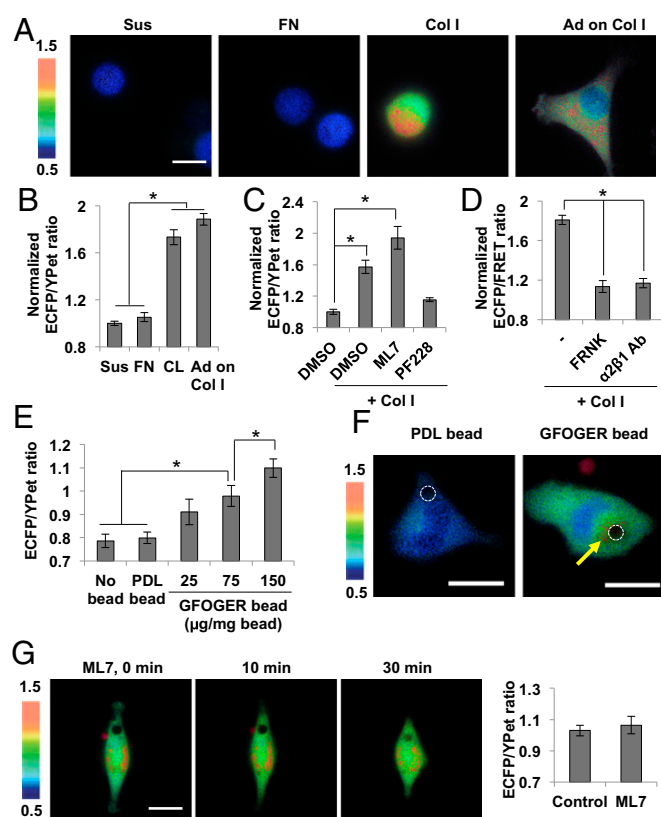 A
Sus
FN
Col I
Ad on Col I
1.5
0.5
B
Normalized
ECFP/YPet ratio
2
1.6
1.2
0.8
*
Sus FN CL Ad on
Col I
C
Normalized
ECFP/YPet ratio
2.4
2
1.6
1.2
0.8
*
*
DMSO
DMSO
ML7
PF228
+ Col I
D
Normalized
ECFP/FRET ratio
2
1.6
1.2
0.8
*
-
FRNK
α2β1 Ab
+ Col I
E
ECFP/YPet ratio
1.2
1.1
1
0.9
0.8
0.7
*
*
No PDL 25 75 150
bead bead GFOGER bead
(μg/mg bead)
F
PDL bead
GFOGER bead
1.5
0.5
G
ML7, 0 min
10 min
30 min
1.5
0.5
ECFP/YPet ratio
1.3
1.1
0.9
0.7
Control ML7